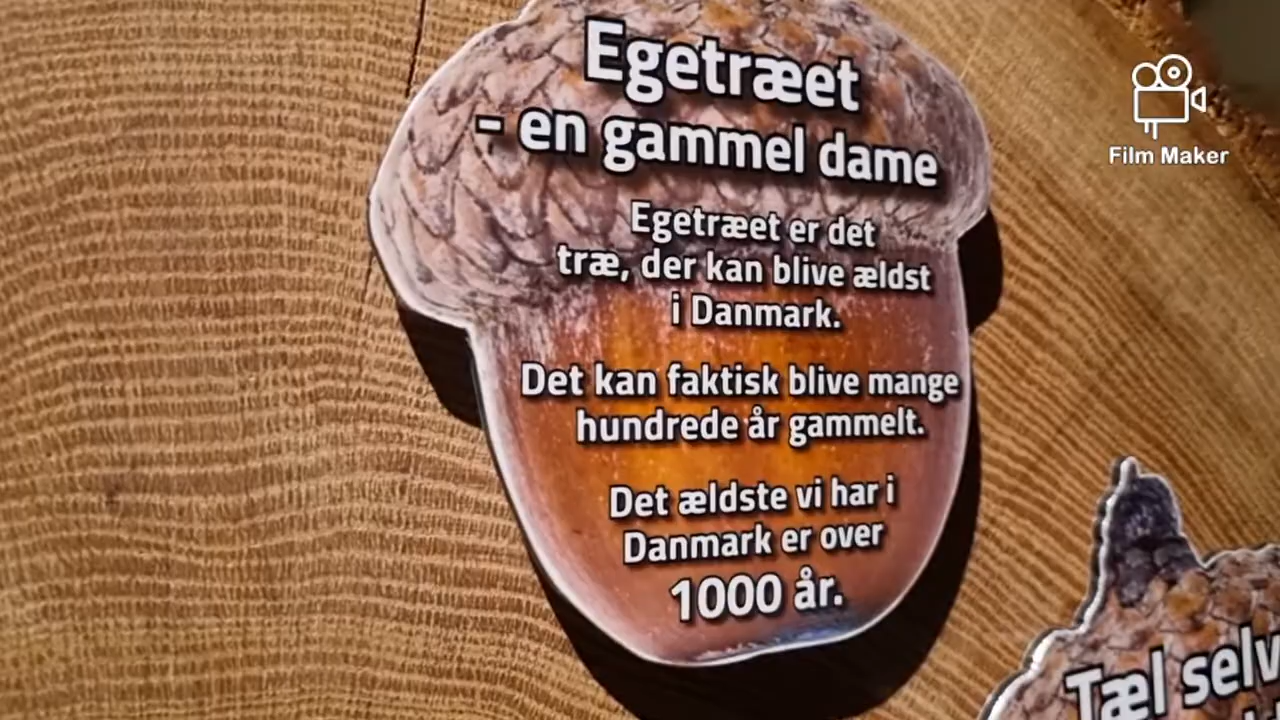 Egetræet
- en gammel dame
Egetræet er det
træ, der kan blive ældst
i Danmark.
Det kan faktisk blive mange
hundrede år gammelt.
Det ældste vi har i
Danmark er over
1000 år.
Film Maker
Tæl selv